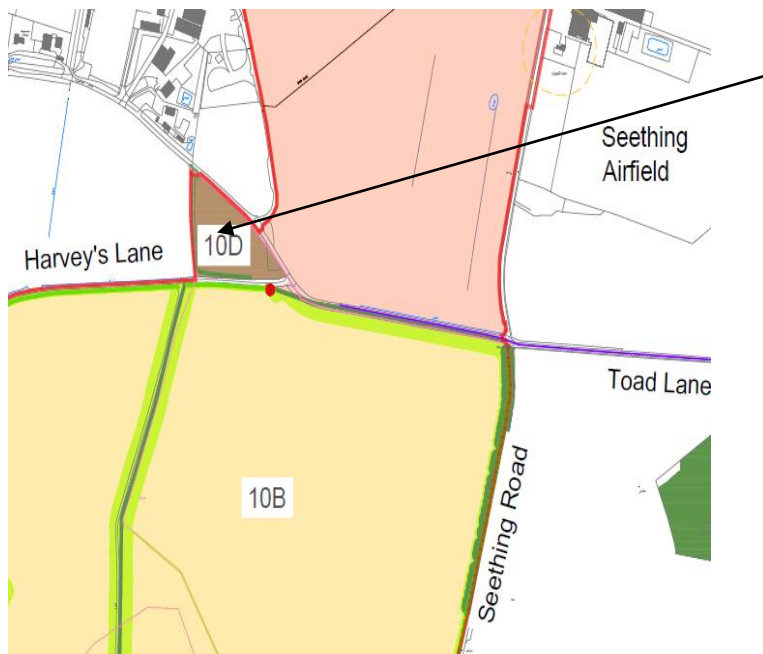 Seething
Airfield
Harvey's Lane
10D
Toad Lane
10B
Seething Road